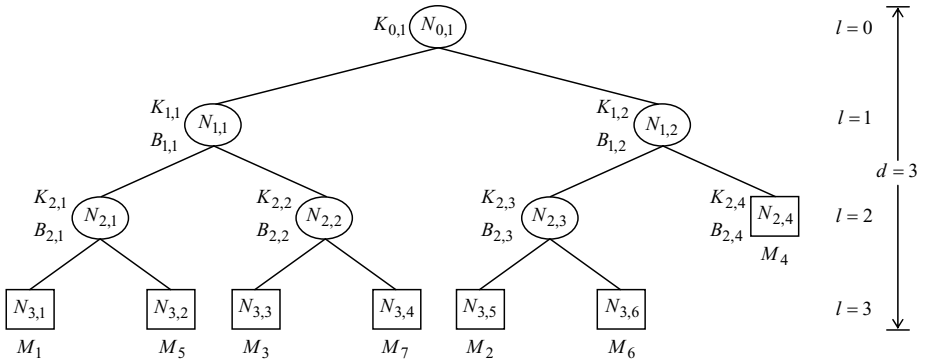 K0,1 N0,1 l = 0
K1,1 N1,1 B1,1
K1,2 N1,2 B1,2
l = 1
d = 3
K2,1 N2,1 B2,1
K2,2 N2,2 B2,2
K2,3 N2,3 B2,3
K2,4 N2,4 B2,4
M4
l = 2
N3,1 N3,2 N3,3 N3,4 N3,5 N3,6 l = 3
M1 M5 M3 M7 M2 M6